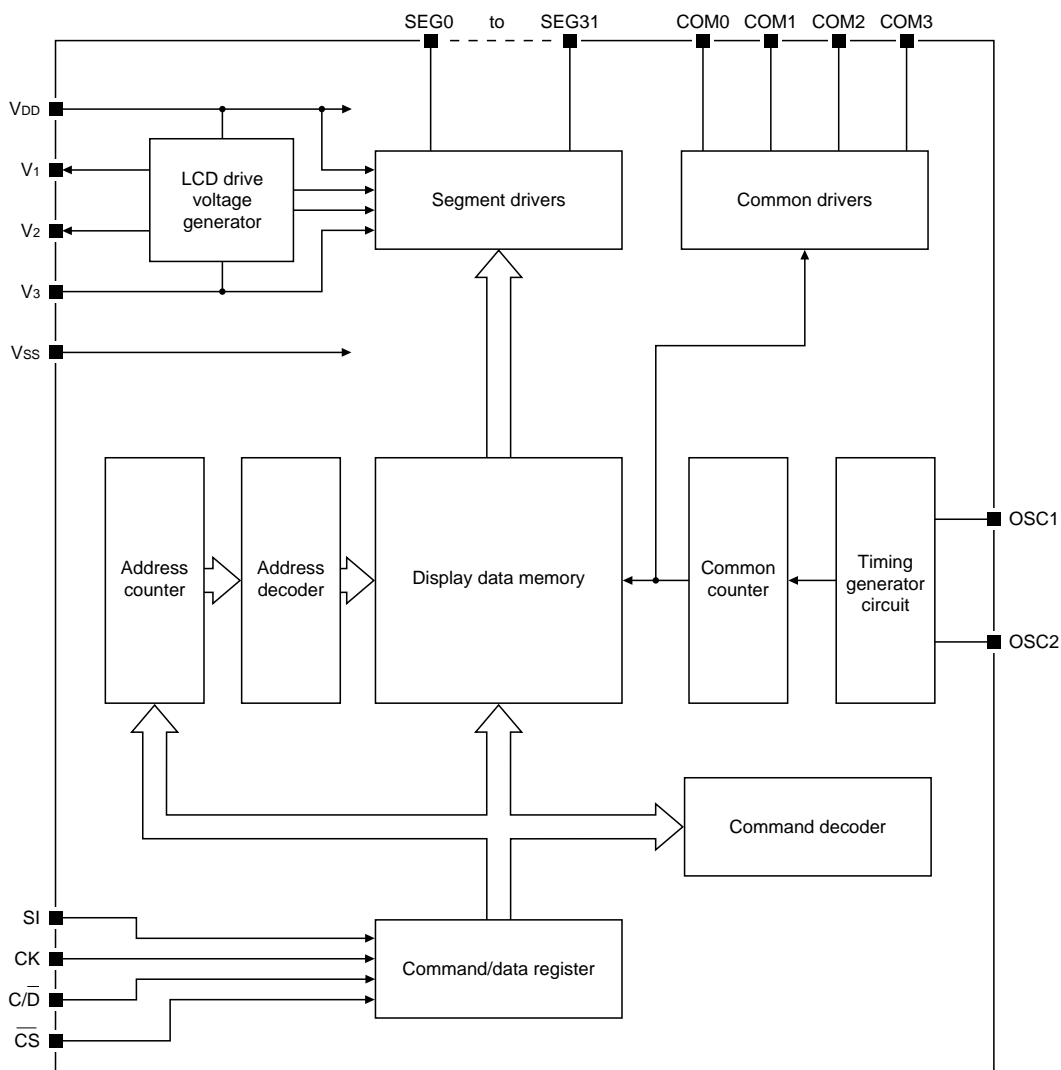 SEG0 to SEG31 COM0 COM1 COM2 COM3
VDD
V1
V2
V3
VSS
LCD drive
voltage
generator
Segment drivers
Common drivers
Address
counter
Address
decoder
Display data memory
Common
counter
Timing
generator
circuit
OSC1
OSC2
Command decoder
SI
CK
C/D̅
C̅S̅
Command/data register